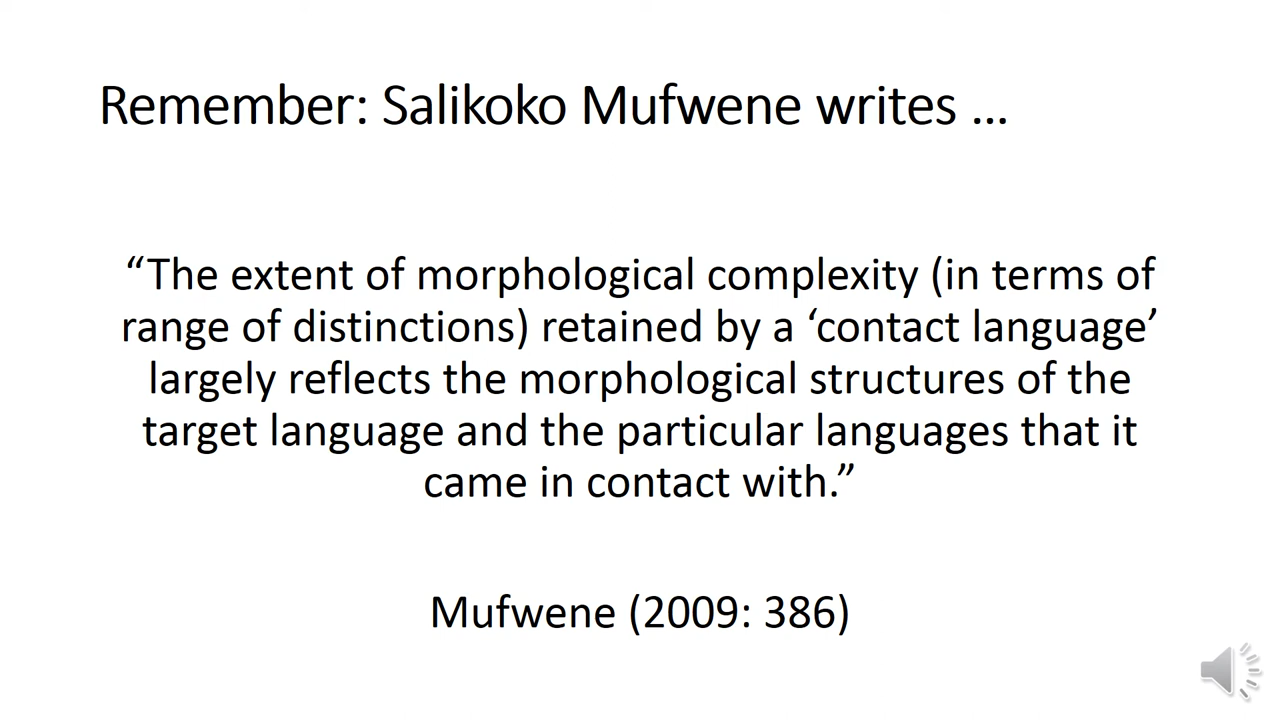 Remember: Salikoko Mufwene writes ...
“The extent of morphological complexity (in terms of
range of distinctions) retained by a ‘contact language’
largely reflects the morphological structures of the
target language and the particular languages that it
came in contact with.”
Mufwene (2009: 386)